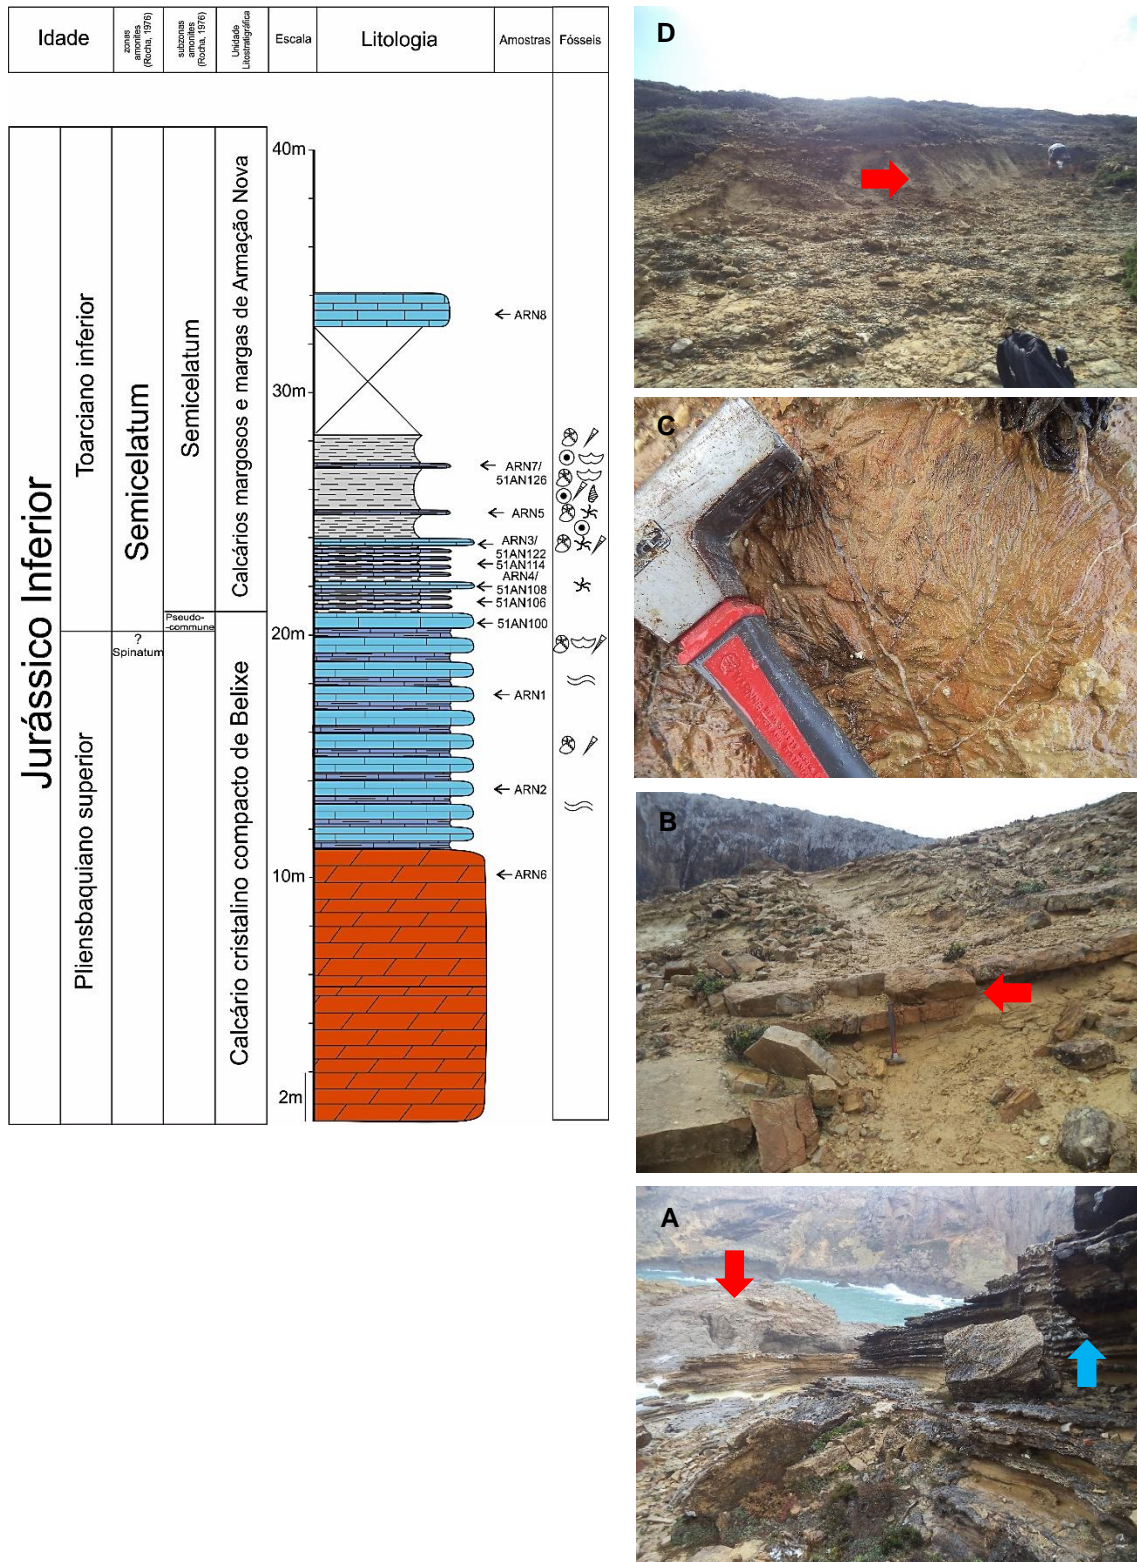 Idade
zonas
amonites
(Rocha, 1976)
subzonas
amonites
(Rocha, 1976)
Unidade
Litostratigráfica
Escala
Litologia
Amostras
Fósseis
Jurássico Inferior
Toarciano inferior
Pliensbaquiano superior
Semicelatum
?
Spinatum
Semicelatum
Pseudo-
-commune
Calcários margosos e margas de Armação Nova
Calcário cristalino compacto de Belixe
40m
30m
20m
10m
2m
ARN8
ARN7/
51AN126
ARN5
ARN3/
51AN122
51AN114
ARN4/
51AN108
51AN106
51AN100
ARN1
ARN2
ARN6
D
C
B
A